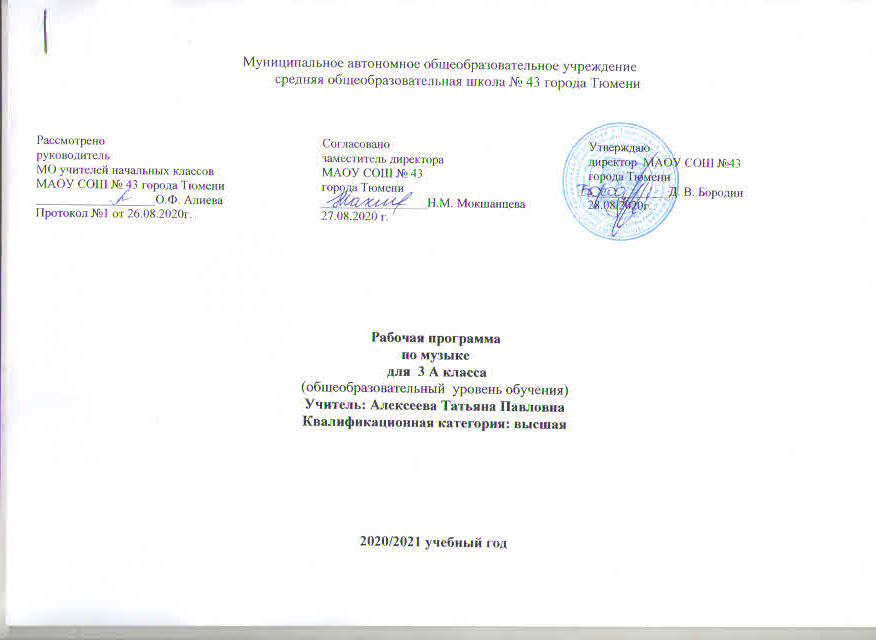 Муниципальное автономное общеобразовательное учреждение
средняя общеобразовательная школа № 43 города Тюмени
Рассмотрено
руководитель
МО учителей начальных классов
МАОУ СОШ № 43 города Тюмени
____________________О.Ф. Алиева
Протокол №1 от 26.08.2020г.
Согласовано
заместитель директора
МАОУ СОШ № 43
города Тюмени
__________________Н.М. Мокшанцева
27.08.2020 г.
Утверждаю
директор МАОУ СОШ №43
города Тюмени
______________Д. В. Бородин
28.08.2020г.
Рабочая программа
по музыке
для 3 А класса
(общеобразовательный уровень обучения)
Учитель: Алексеева Татьяна Павловна
Квалификационная категория: высшая
2020/2021 учебный год